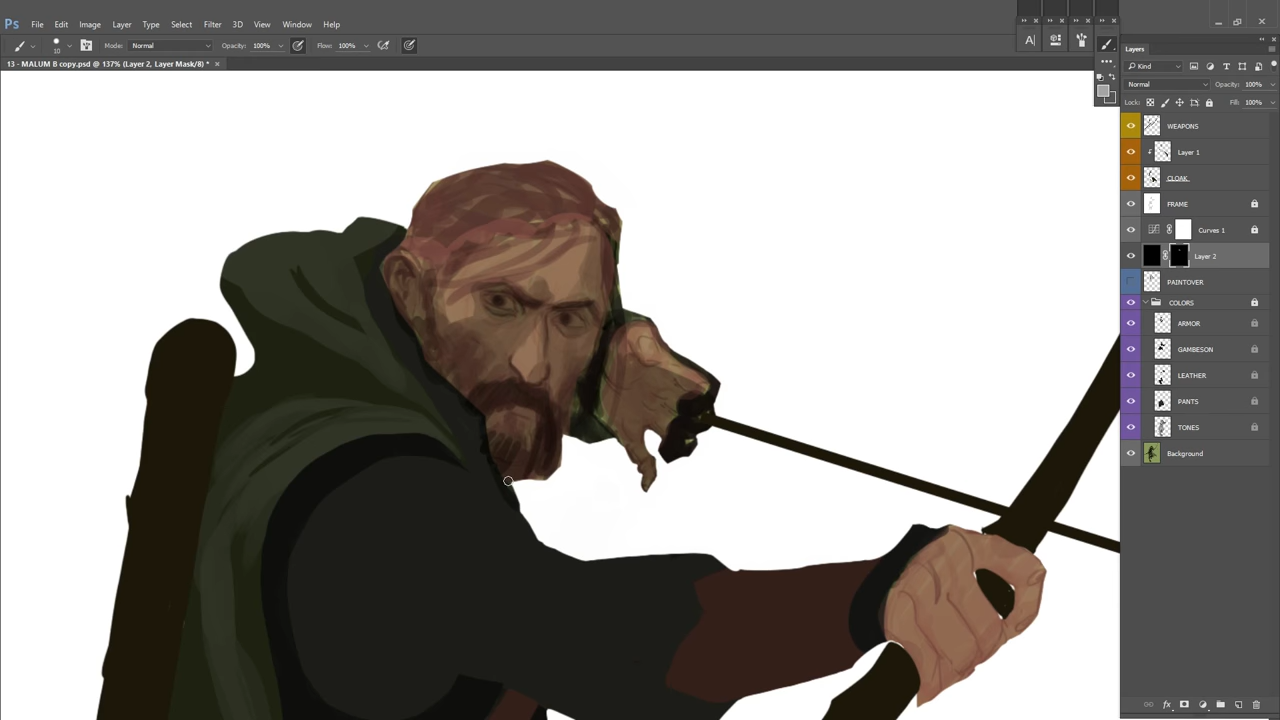 Ps File Edit Image Layer Type Select Filter 3D View Window Help
10 Mode: Normal Opacity: 100% Flow: 100%
13 - MALUM B copy.psd @ 137% (Layer 2, Layer Mask/8) * ×
A|
Layers
Kind T
Normal Opacity: 100%
Lock: Fill: 100%
WEAPONS
Layer 1
CLOAK
FRAME
Curves 1
Layer 2
PAINTOVER
COLORS
ARMOR
GAMBESON
LEATHER
PANTS
TONES
Background
fx